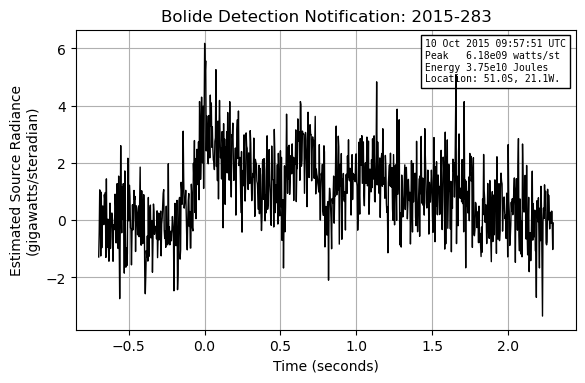 Bolide Detection Notification: 2015-283
10 Oct 2015 09:57:51 UTC
Peak   6.18e09 watts/st
Energy 3.75e10 Joules
Location: 51.0S, 21.1W.
Estimated Source Radiance
(gigawatts/steradian)
6
4
2
0
−2
−0.5 0.0 0.5 1.0 1.5 2.0
Time (seconds)